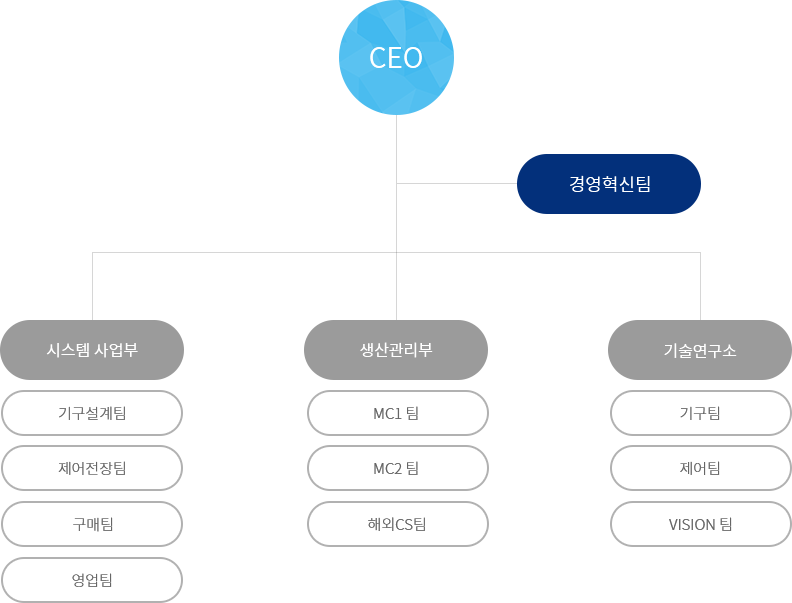 CEO
경영혁신팀
시스템 사업부
생산관리부
기술연구소
기구설계팀
MC1 팀
기구팀
제어전장팀
MC2 팀
제어팀
구매팀
해외CS팀
VISION 팀
영업팀